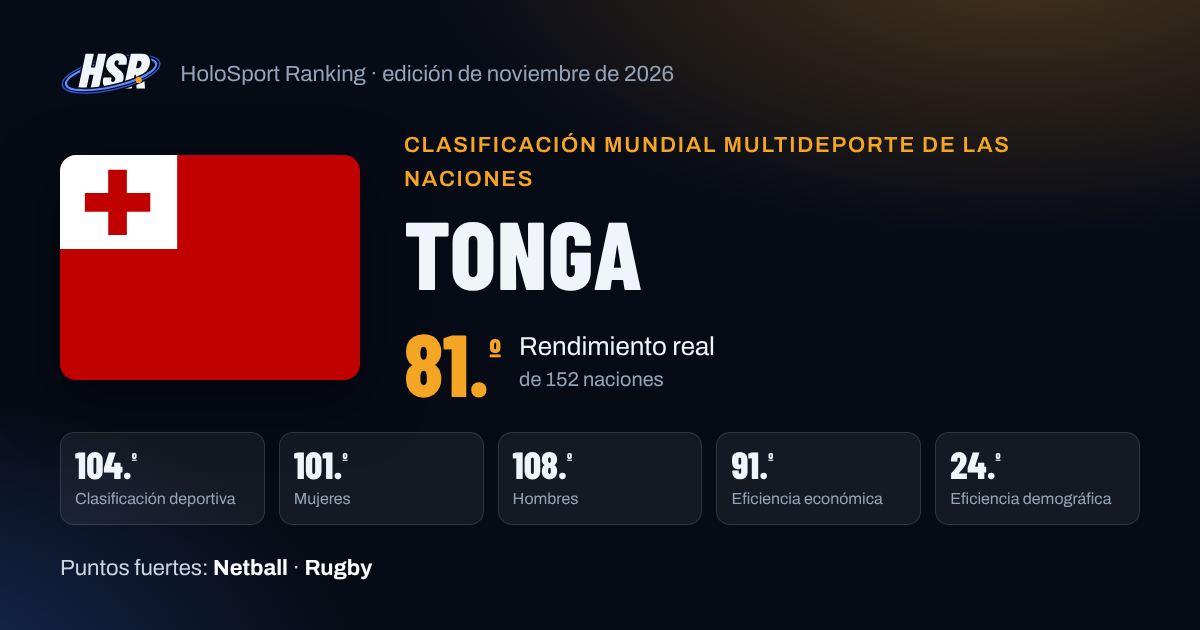 HSR
HoloSport Ranking · edición de noviembre de 2026
CLASIFICACIÓN MUNDIAL MULTIDEPORTE DE LAS
NACIONES
TONGA
81.º
Rendimiento real
de 152 naciones
104.º
Clasificación deportiva
101.º
Mujeres
108.º
Hombres
91.º
Eficiencia económica
24.º
Eficiencia demográfica
Puntos fuertes: Netball · Rugby